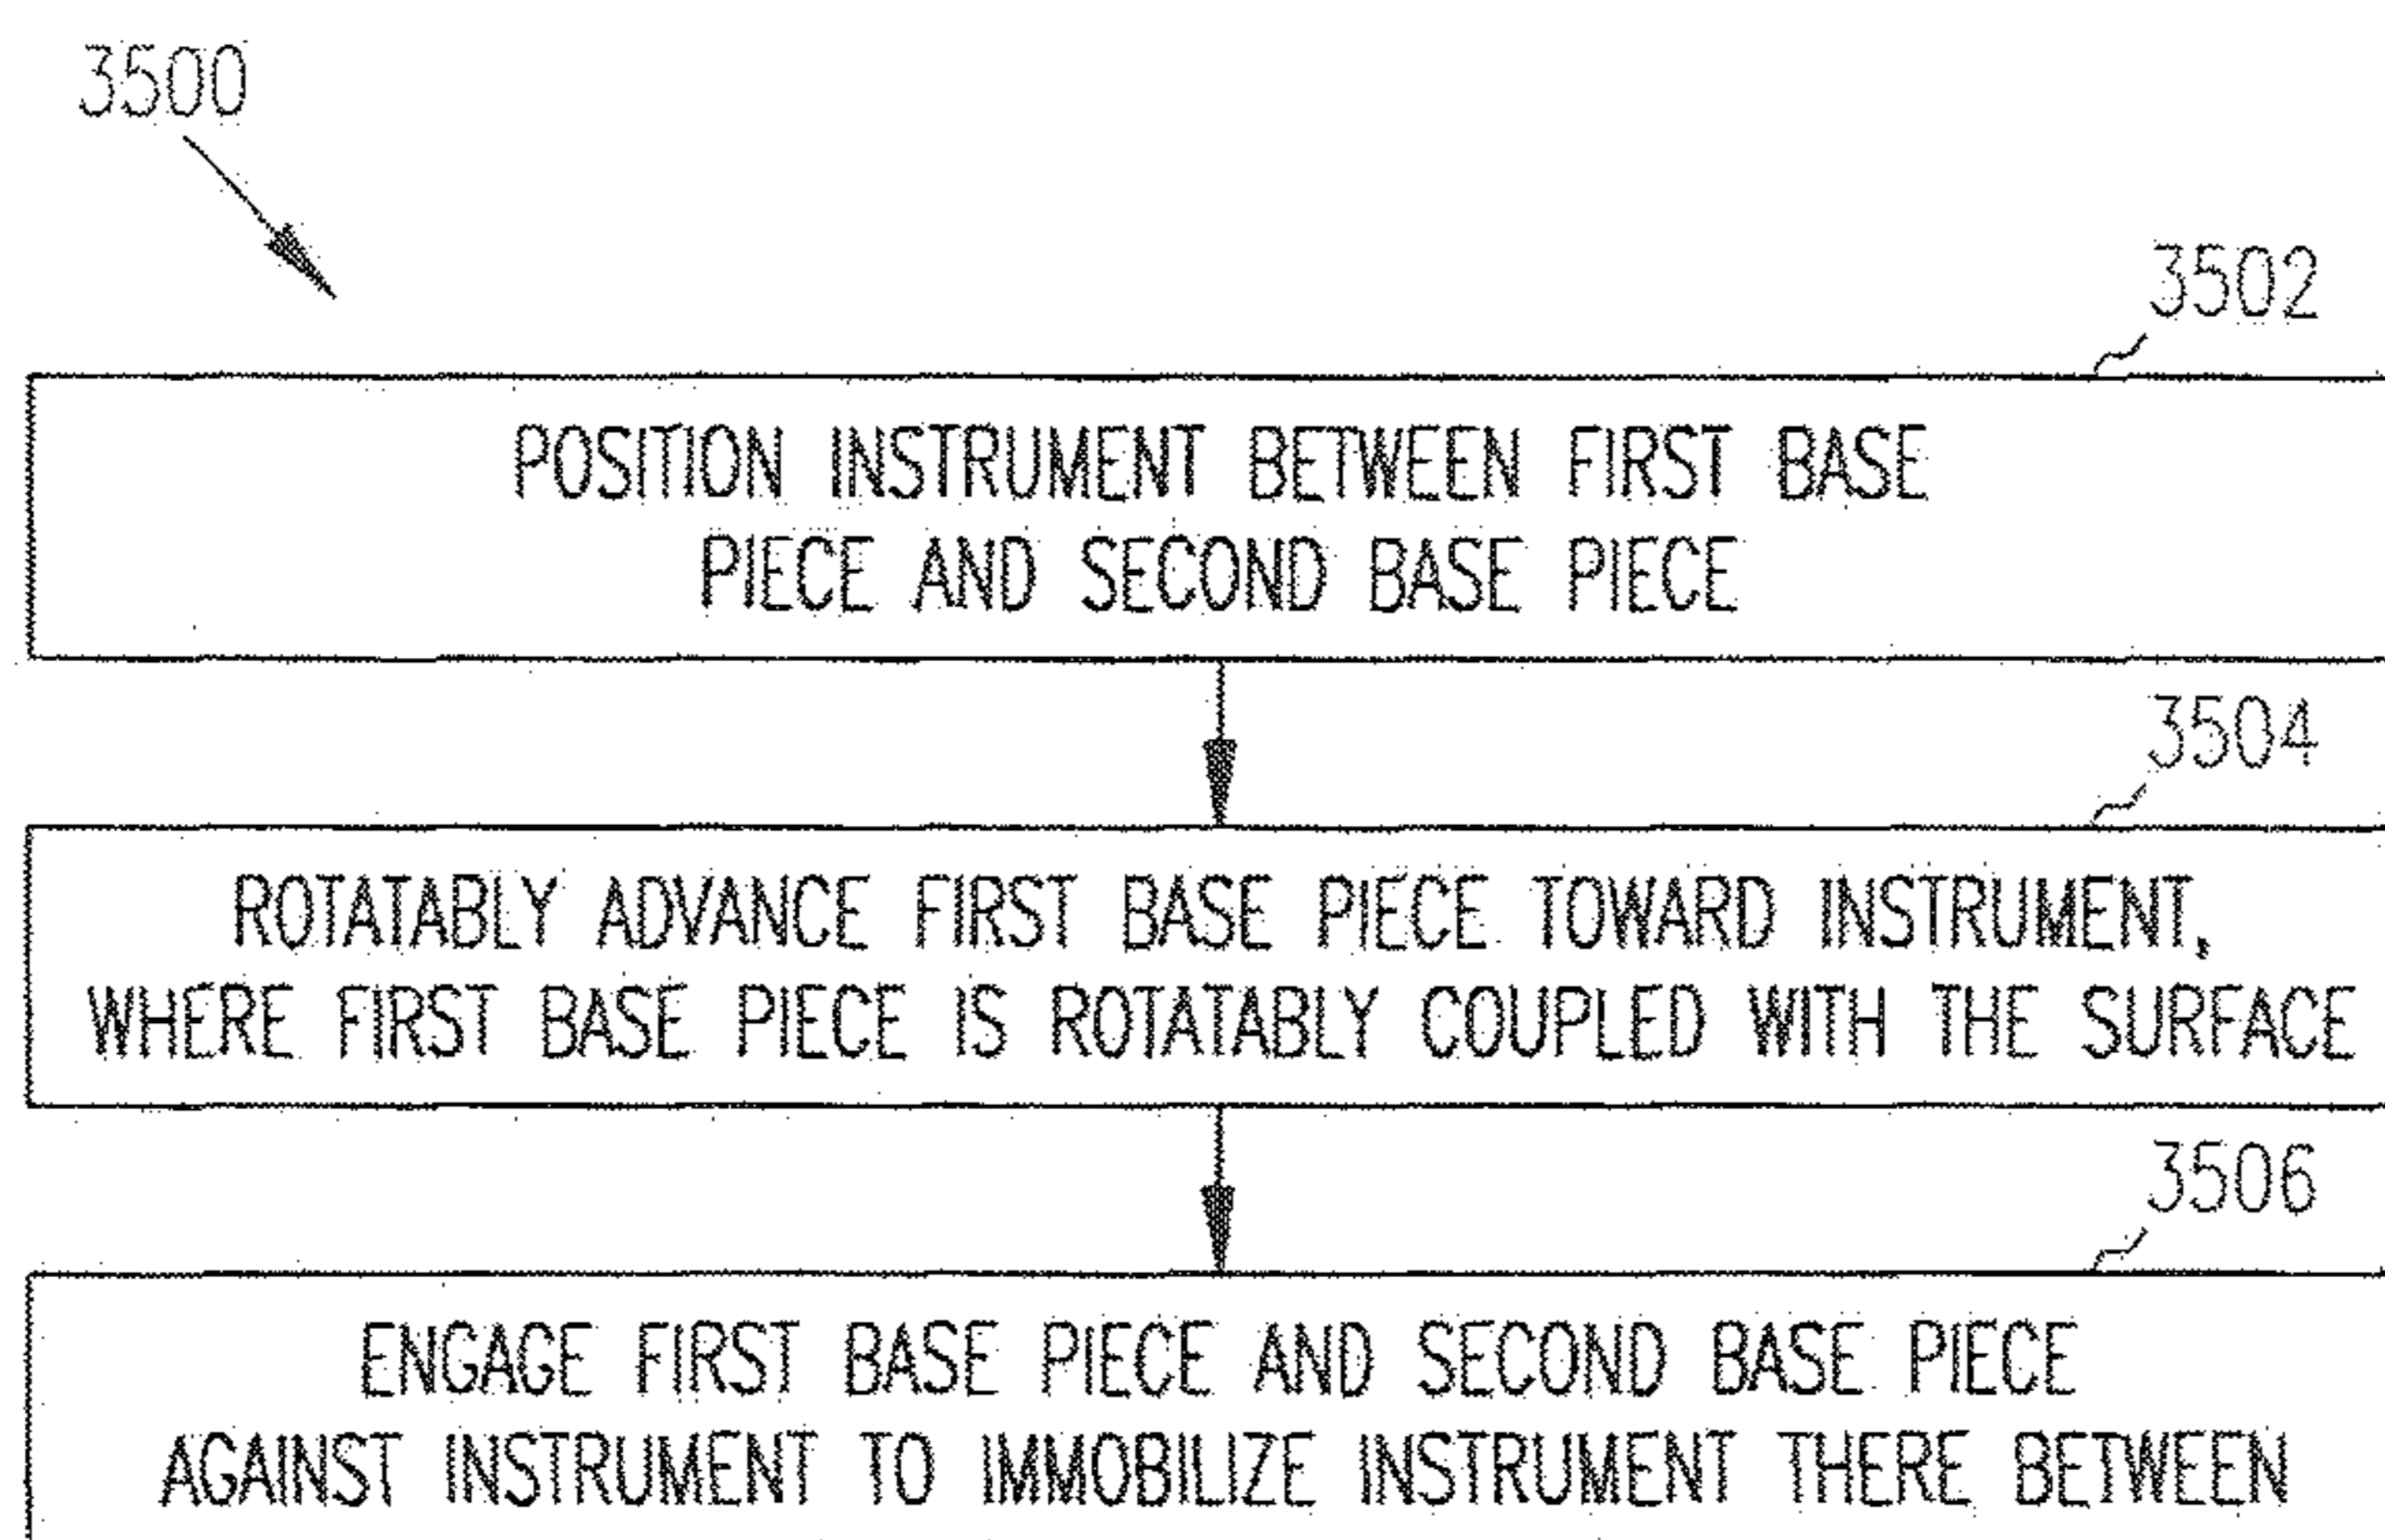 3500
3502
POSITION INSTRUMENT BETWEEN FIRST BASE
PIECE AND SECOND BASE PIECE
3504
ROTATABLY ADVANCE FIRST BASE PIECE TOWARD INSTRUMENT,
WHERE FIRST BASE PIECE IS ROTATABLY COUPLED WITH THE SURFACE
3506
ENGAGE FIRST BASE PIECE AND SECOND BASE PIECE
AGAINST INSTRUMENT TO IMMOBILIZE INSTRUMENT THERE BETWEEN